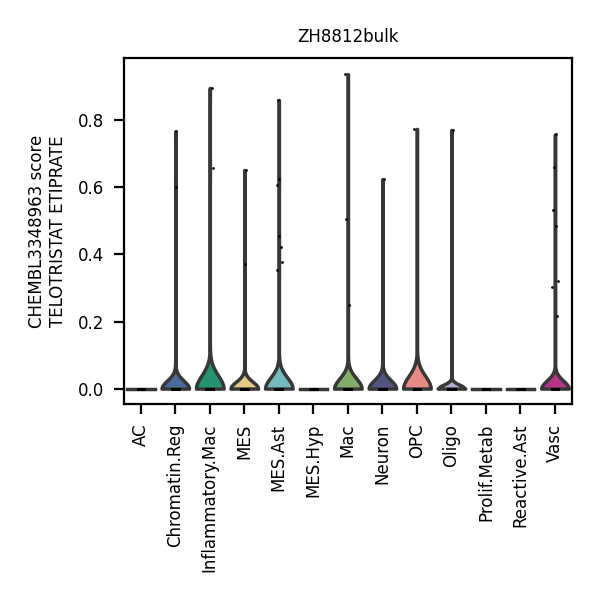 ZH8812bulk
CHEMBL3348963 score
TELOTRISTAT ETIPRATE
0.8
0.6
0.4
0.2
0.0
AC
Chromatin.Reg
Inflammatory.Mac
MES
MES.Ast
MES.Hyp
Mac
Neuron
OPC
Oligo
Prolif.Metab
Reactive.Ast
Vasc